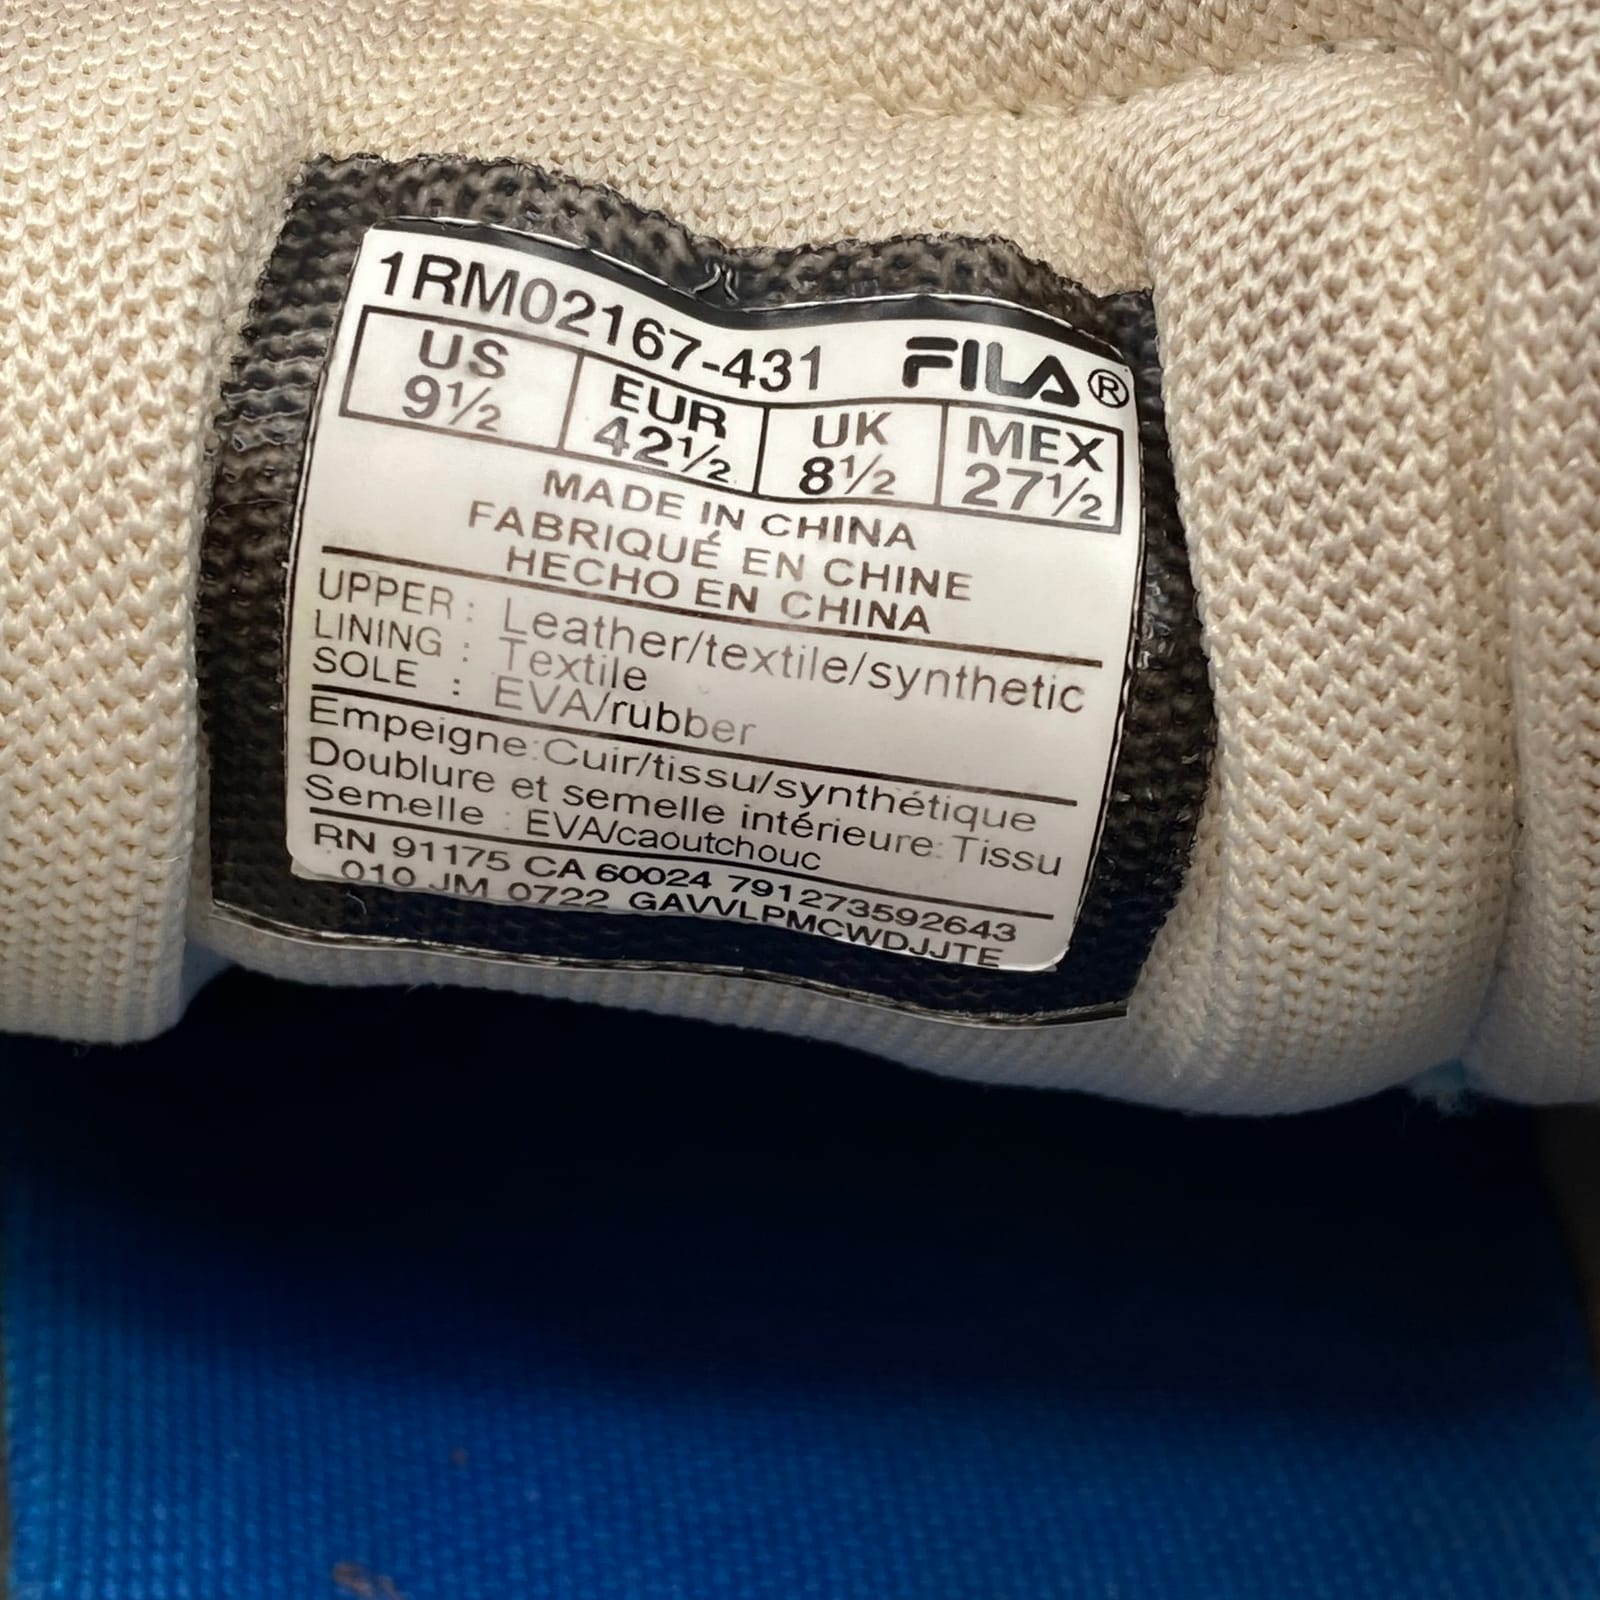 1RM02167-431 FILA®
US EUR UK MEX
9½ 42½ 8½ 27½
MADE IN CHINA
FABRIQUÉ EN CHINE
HECHO EN CHINA
UPPER : Leather/textile/synthetic
LINING : Textile
SOLE : EVA/rubber
Empeigne:Cuir/tissu/synthétique
Doublure et semelle intérieure:Tissu
Semelle : EVA/caoutchouc
RN 91175 CA 60024 791273592643
010 JM 0722 GAVVLPMCWDJJTE